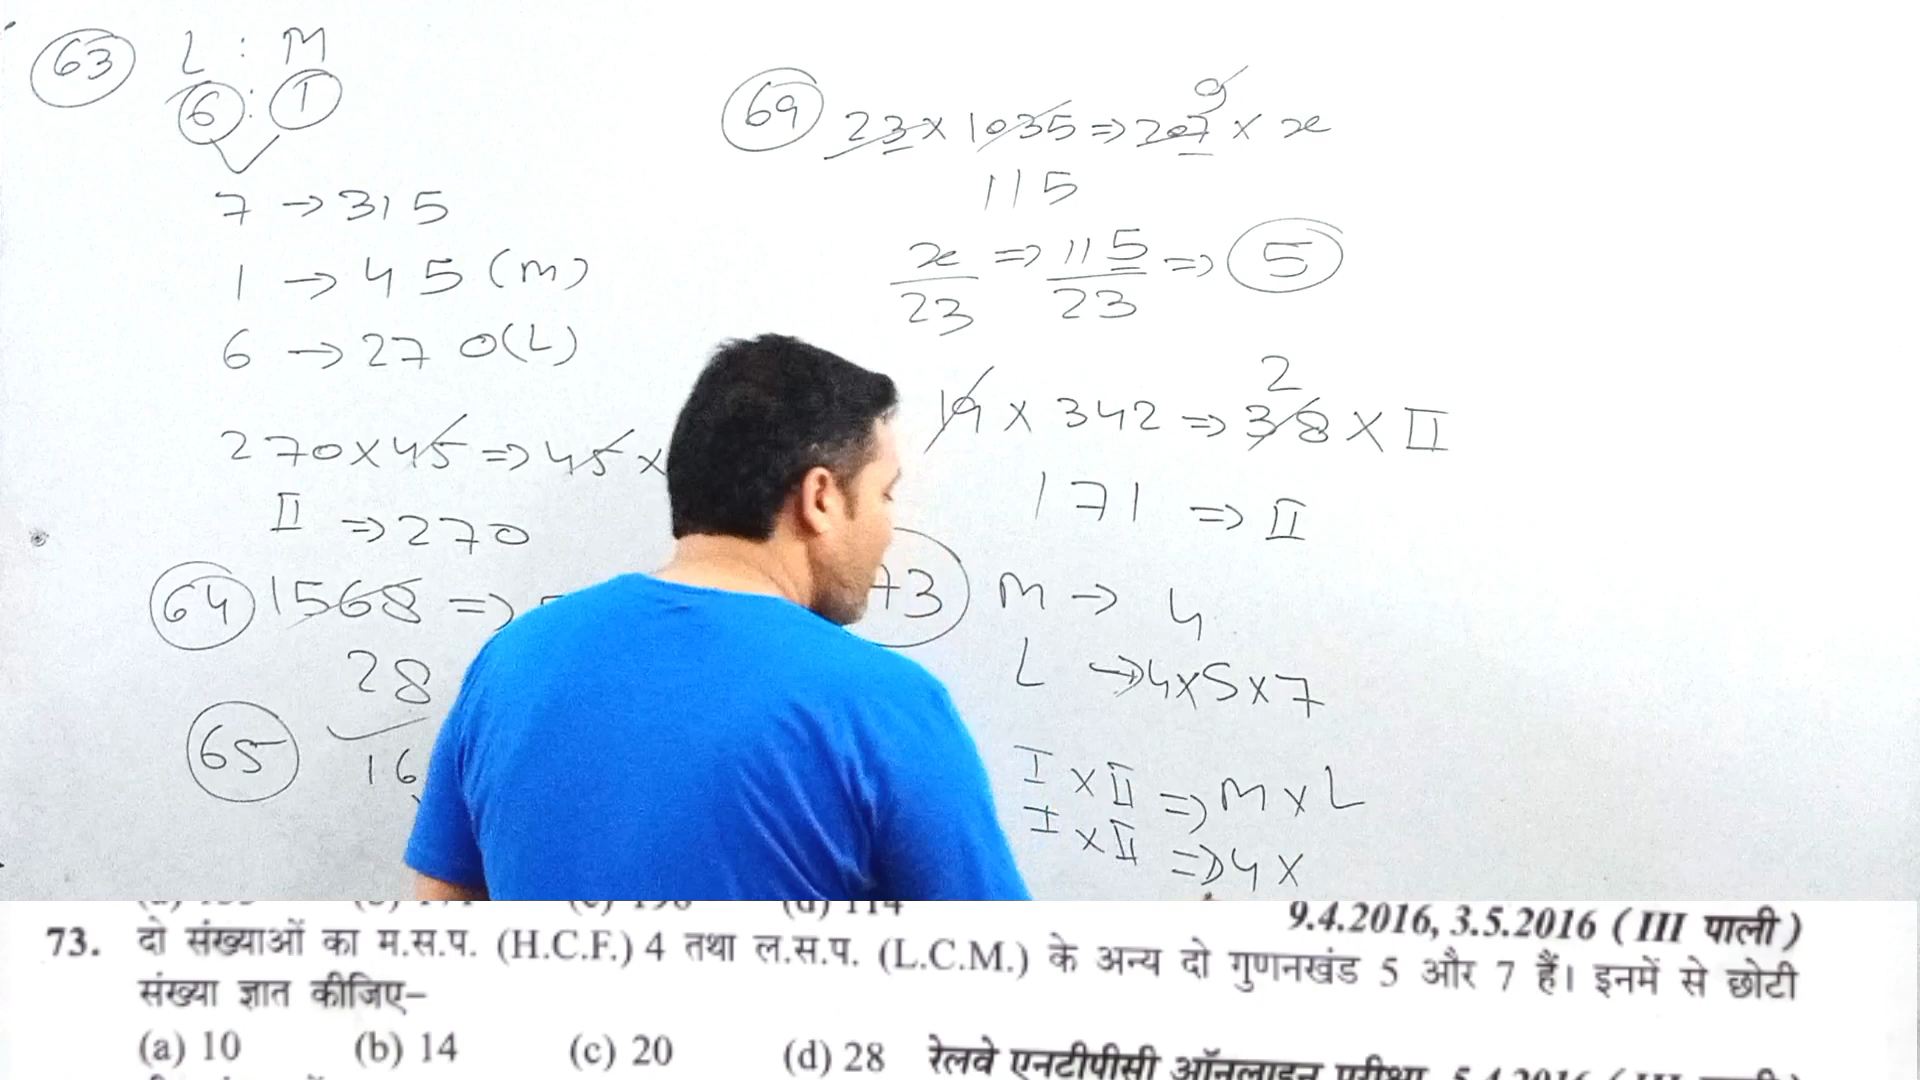 63 L : M
6 : 1
7 → 315
1 → 45 (m)
6 → 270 (L)
270 × 45 ⇒ 45 ×
II ⇒ 270
64 1568 ⇒
28
65 16
69 23 × 1035 ⇒ 207 × x
9
115
x/23 ⇒ 115/23 ⇒ 5
19 × 342 ⇒ 38 × II
2
171 ⇒ II
73 M → 4
L → 4×5×7
I × II ⇒ M × L
I × II ⇒ 4 ×
9.4.2016, 3.5.2016 ( III पाली )
73. दो संख्याओं का म.स.प. (H.C.F.) 4 तथा ल.स.प. (L.C.M.) के अन्य दो गुणनखंड 5 और 7 हैं। इनमें से छोटी
संख्या ज्ञात कीजिए–
(a) 10 (b) 14 (c) 20 (d) 28 रेलवे एनटीपीसी ऑनलाइन परीक्षा